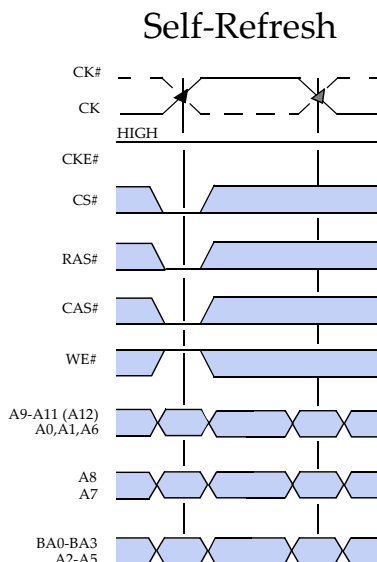 Self-Refresh
CK#
CK
HIGH
CKE#
CS#
RAS#
CAS#
WE#
A9-A11 (A12)
A0,A1,A6
A8
A7
BA0-BA3
A2-A5